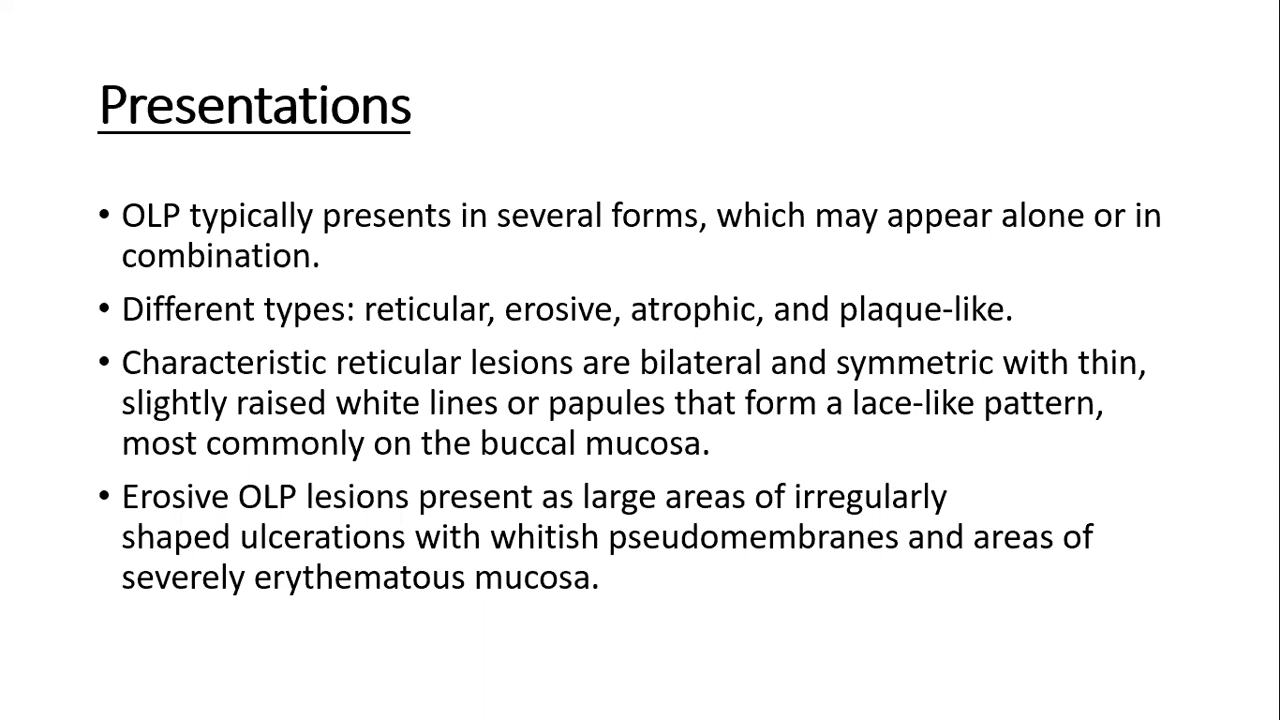 Presentations
• OLP typically presents in several forms, which may appear alone or in
combination.
• Different types: reticular, erosive, atrophic, and plaque-like.
• Characteristic reticular lesions are bilateral and symmetric with thin,
slightly raised white lines or papules that form a lace-like pattern,
most commonly on the buccal mucosa.
• Erosive OLP lesions present as large areas of irregularly
shaped ulcerations with whitish pseudomembranes and areas of
severely erythematous mucosa.